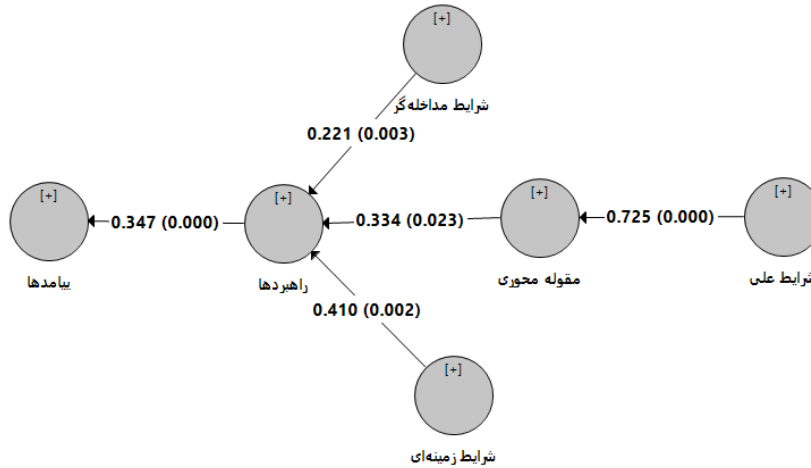 [+]
شرایط مداخله‌گر
0.221 (0.003)
[+]
شرایط علی
0.725 (0.000)
[+]
مقوله محوری
0.334 (0.023)
[+]
راهبردها
0.347 (0.000)
[+]
پیامدها
0.410 (0.002)
[+]
شرایط زمینه‌ای